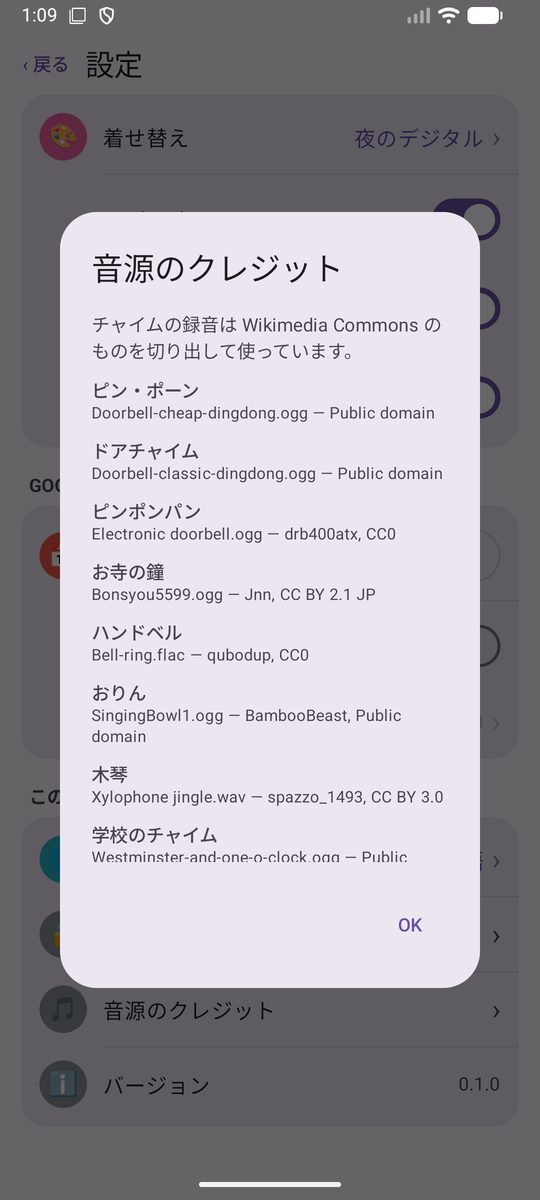 1:09
‹ 戻る 設定
着せ替え 夜のデジタル ›
音源のクレジット
チャイムの録音は Wikimedia Commons の
ものを切り出して使っています。
ピン・ポーン
Doorbell-cheap-dingdong.ogg — Public domain
ドアチャイム
Doorbell-classic-dingdong.ogg — Public domain
ピンポンパン
Electronic doorbell.ogg — drb400atx, CC0
お寺の鐘
Bonsyou5599.ogg — Jnn, CC BY 2.1 JP
ハンドベル
Bell-ring.flac — qubodup, CC0
おりん
SingingBowl1.ogg — BambooBeast, Public
domain
木琴
Xylophone jingle.wav — spazzo_1493, CC BY 3.0
学校のチャイム
Westminster-and-one-o-clock.ogg — Public
OK
音源のクレジット ›
バージョン 0.1.0